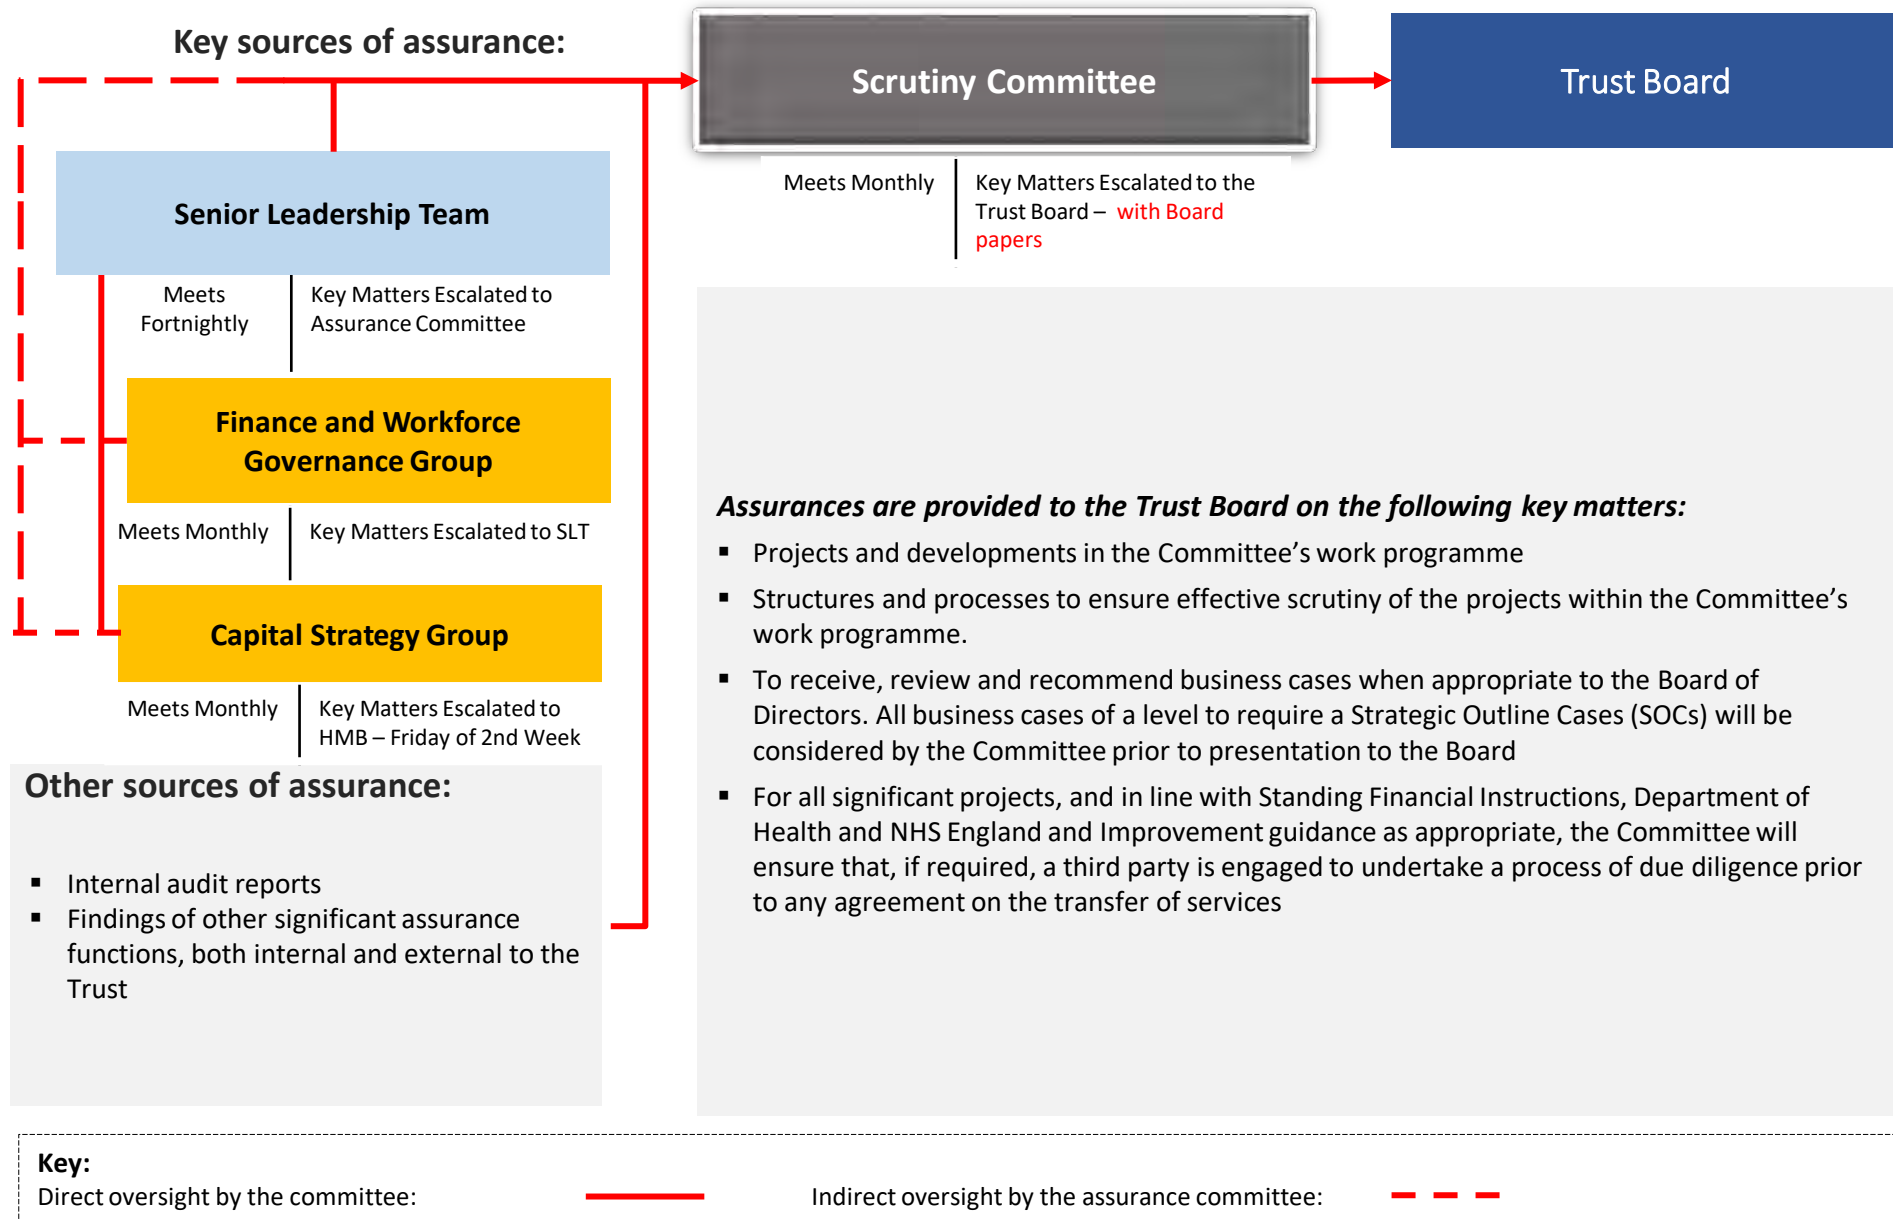 Key sources of assurance:
Scrutiny Committee
Trust Board
Meets Monthly
Key Matters Escalated to the
Trust Board – with Board
papers
Senior Leadership Team
Meets
Fortnightly
Key Matters Escalated to
Assurance Committee
Finance and Workforce
Governance Group
Meets Monthly
Key Matters Escalated to SLT
Capital Strategy Group
Meets Monthly
Key Matters Escalated to
HMB – Friday of 2nd Week
Other sources of assurance:
▪ Internal audit reports
▪ Findings of other significant assurance
functions, both internal and external to the
Trust
Assurances are provided to the Trust Board on the following key matters:
▪ Projects and developments in the Committee's work programme
▪ Structures and processes to ensure effective scrutiny of the projects within the Committee's
work programme.
▪ To receive, review and recommend business cases when appropriate to the Board of
Directors. All business cases of a level to require a Strategic Outline Cases (SOCs) will be
considered by the Committee prior to presentation to the Board
▪ For all significant projects, and in line with Standing Financial Instructions, Department of
Health and NHS England and Improvement guidance as appropriate, the Committee will
ensure that, if required, a third party is engaged to undertake a process of due diligence prior
to any agreement on the transfer of services
Key:
Direct oversight by the committee:
Indirect oversight by the assurance committee: